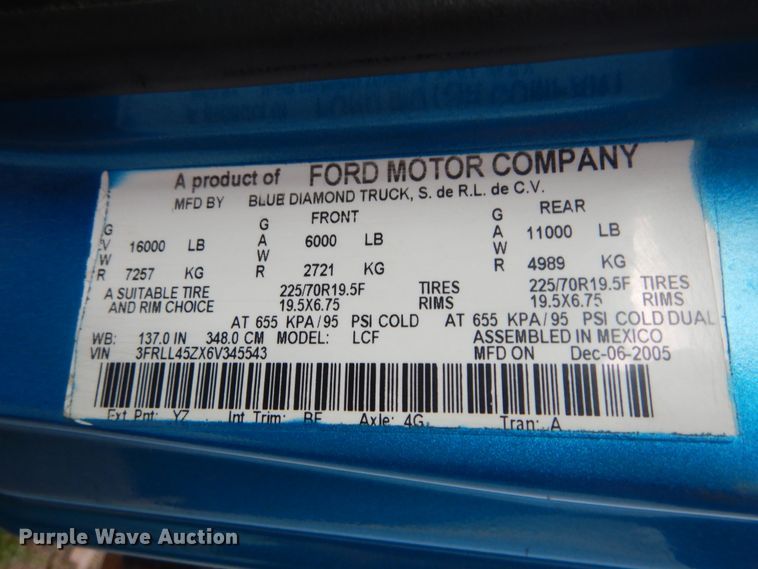 A product of FORD MOTOR COMPANY
MFD BY BLUE DIAMOND TRUCK, S. de R.L. de C.V.
FRONT REAR
GVWR 16000 LB GAWR 6000 LB GAWR 11000 LB
7257 KG 2721 KG 4989 KG
A SUITABLE TIRE 225/70R19.5F TIRES 225/70R19.5F TIRES
AND RIM CHOICE 19.5X6.75 RIMS 19.5X6.75 RIMS
AT 655 KPA/95 PSI COLD AT 655 KPA/95 PSI COLD DUAL
WB: 137.0 IN 348.0 CM MODEL: LCF ASSEMBLED IN MEXICO
VIN 3FRLL45ZX6V345543 MFD ON Dec-06-2005
Ext Pnt: YZ Int Trim: BE Axle: 4G Tran: A
Purple Wave Auction